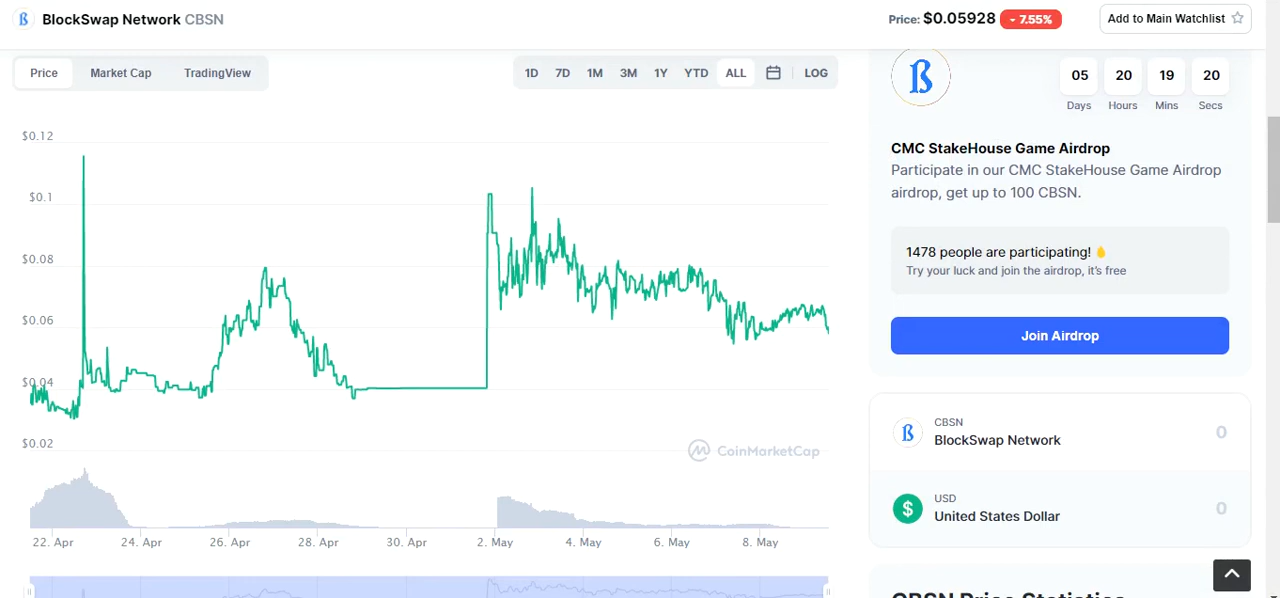 BlockSwap Network CBSN
Price: $0.05928 7.55%
Add to Main Watchlist
Price Market Cap TradingView
1D 7D 1M 3M 1Y YTD ALL LOG
$0.12
$0.1
$0.08
$0.06
$0.04
$0.02
CoinMarketCap
22. Apr 24. Apr 26. Apr 28. Apr 30. Apr 2. May 4. May 6. May 8. May
ß
05 20 19 20
Days Hours Mins Secs
CMC StakeHouse Game Airdrop
Participate in our CMC StakeHouse Game Airdrop
airdrop, get up to 100 CBSN.
1478 people are participating!
Try your luck and join the airdrop, it's free
Join Airdrop
CBSN
BlockSwap Network 0
USD
United States Dollar 0
CBSN Price Statistics